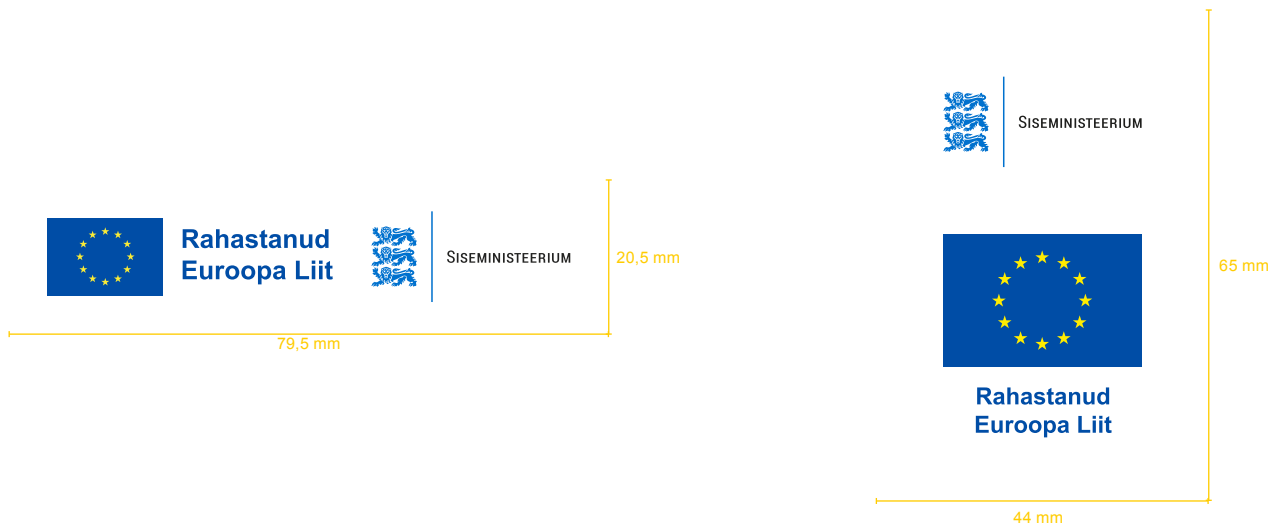 Rahastanud
Euroopa Liit
SISEMINISTEERIUM
20,5 mm
79,5 mm
SISEMINISTEERIUM
65 mm
Rahastanud
Euroopa Liit
44 mm